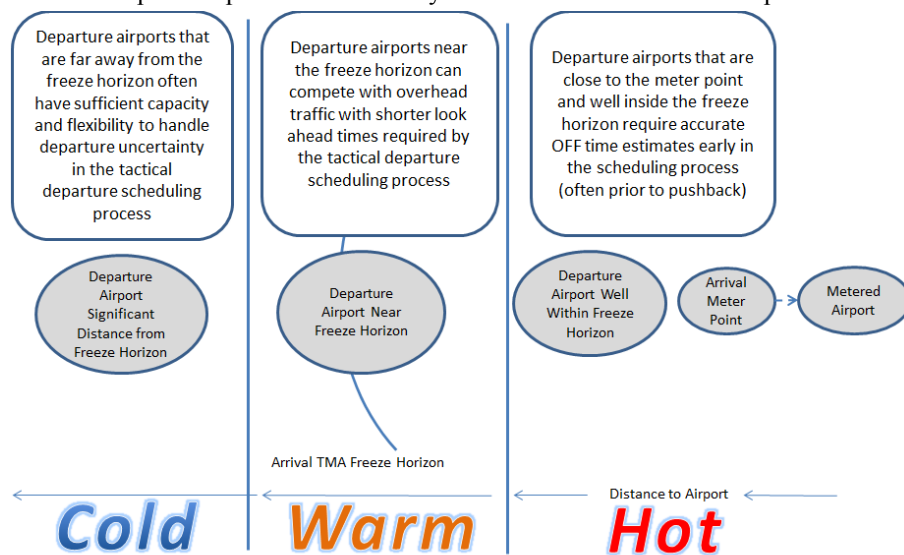 Departure airports that
are far away from the
freeze horizon often
have sufficient capacity
and flexibility to handle
departure uncertainty
in the tactical
departure scheduling
process
Departure airports near
the freeze horizon can
compete with overhead
traffic with shorter look
ahead times required by
the tactical departure
scheduling process
Departure airports that are
close to the meter point
and well inside the freeze
horizon require accurate
OFF time estimates early in
the scheduling process
(often prior to pushback)
Departure
Airport
Significant
Distance from
Freeze Horizon
Departure
Airport Near
Freeze Horizon
Departure
Airport Well
Within Freeze
Horizon
Arrival
Meter
Point
Metered
Airport
Arrival TMA Freeze Horizon
Distance to Airport
Cold
Warm
Hot